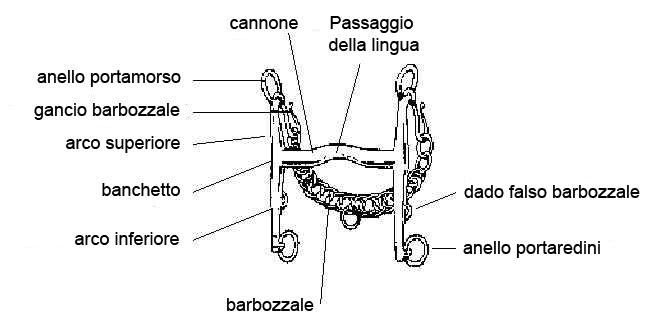 cannone
Passaggio
della lingua
anello portamorso
gancio barbozzale
arco superiore
banchetto
dado falso barbozzale
arco inferiore
anello portaredini
barbozzale